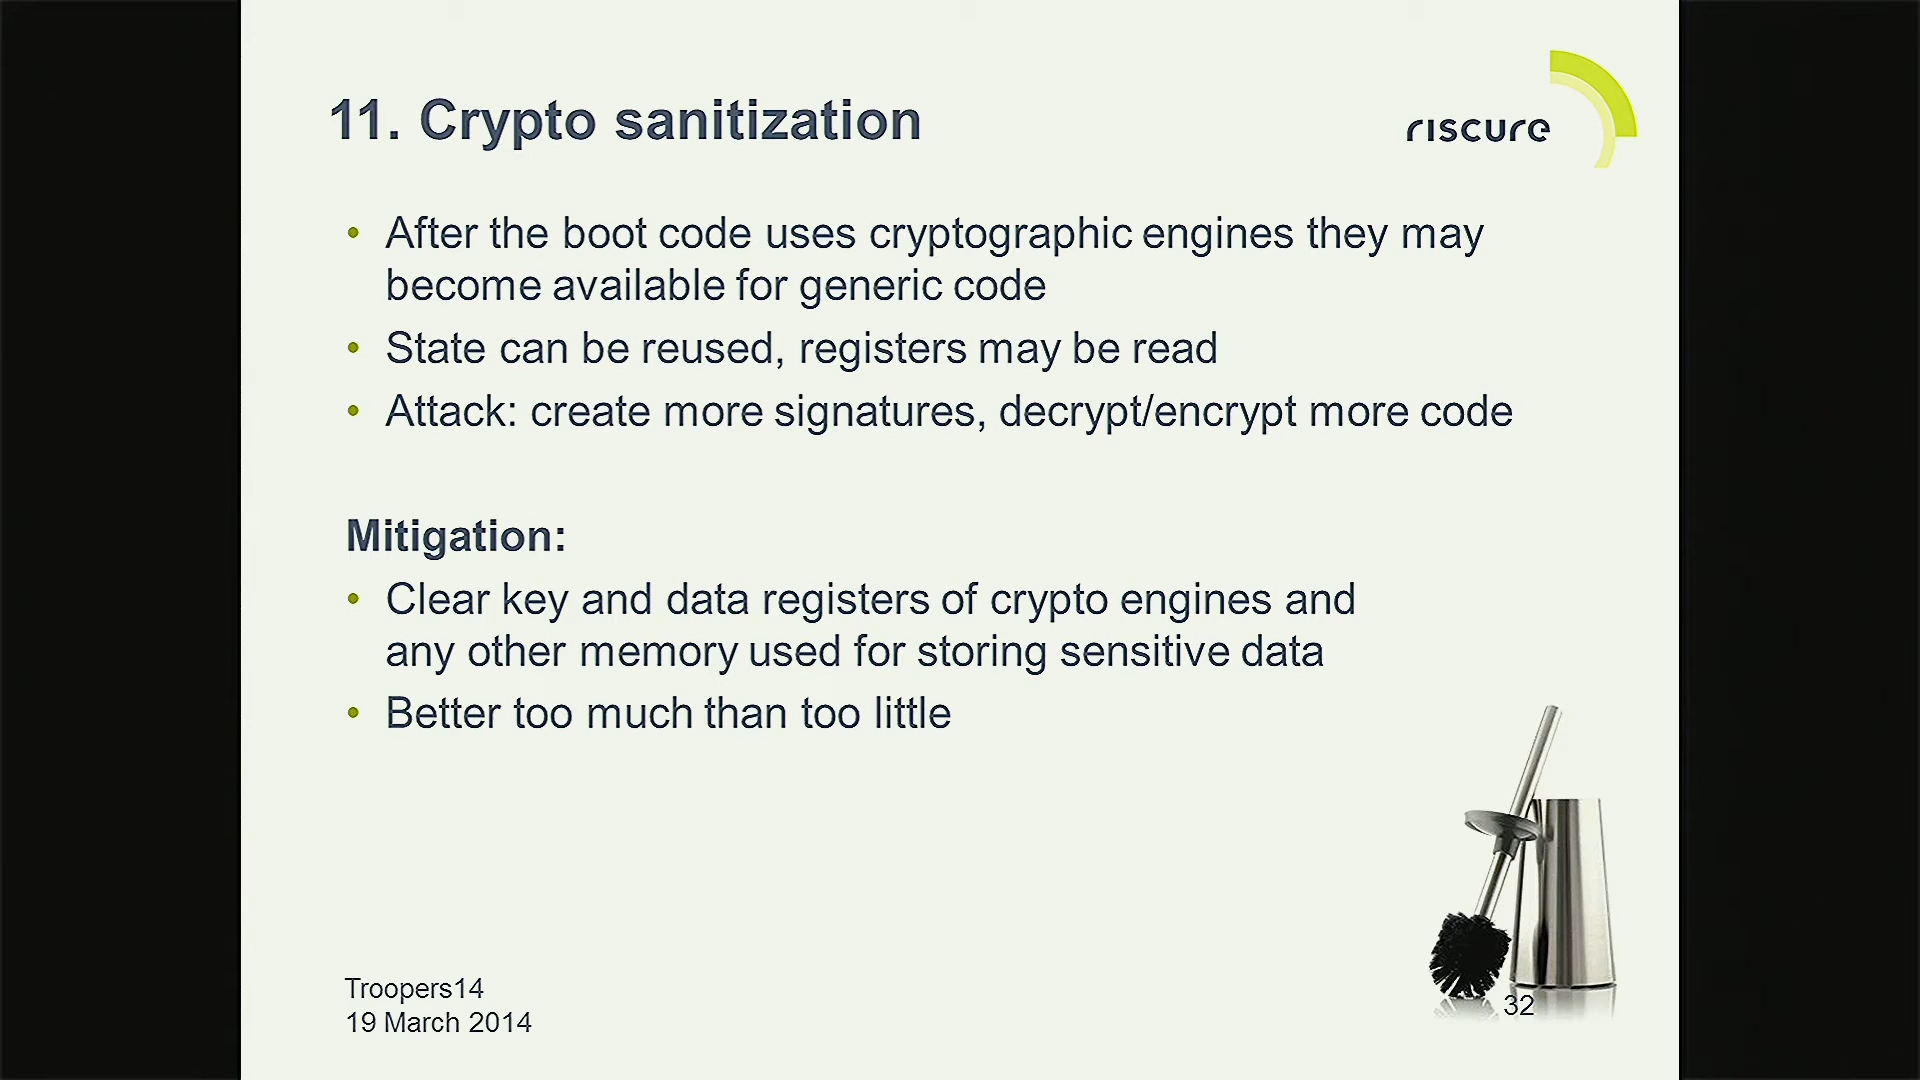 11. Crypto sanitization
riscure
• After the boot code uses cryptographic engines they may
become available for generic code
• State can be reused, registers may be read
• Attack: create more signatures, decrypt/encrypt more code
Mitigation:
• Clear key and data registers of crypto engines and
any other memory used for storing sensitive data
• Better too much than too little
Troopers14
19 March 2014
32